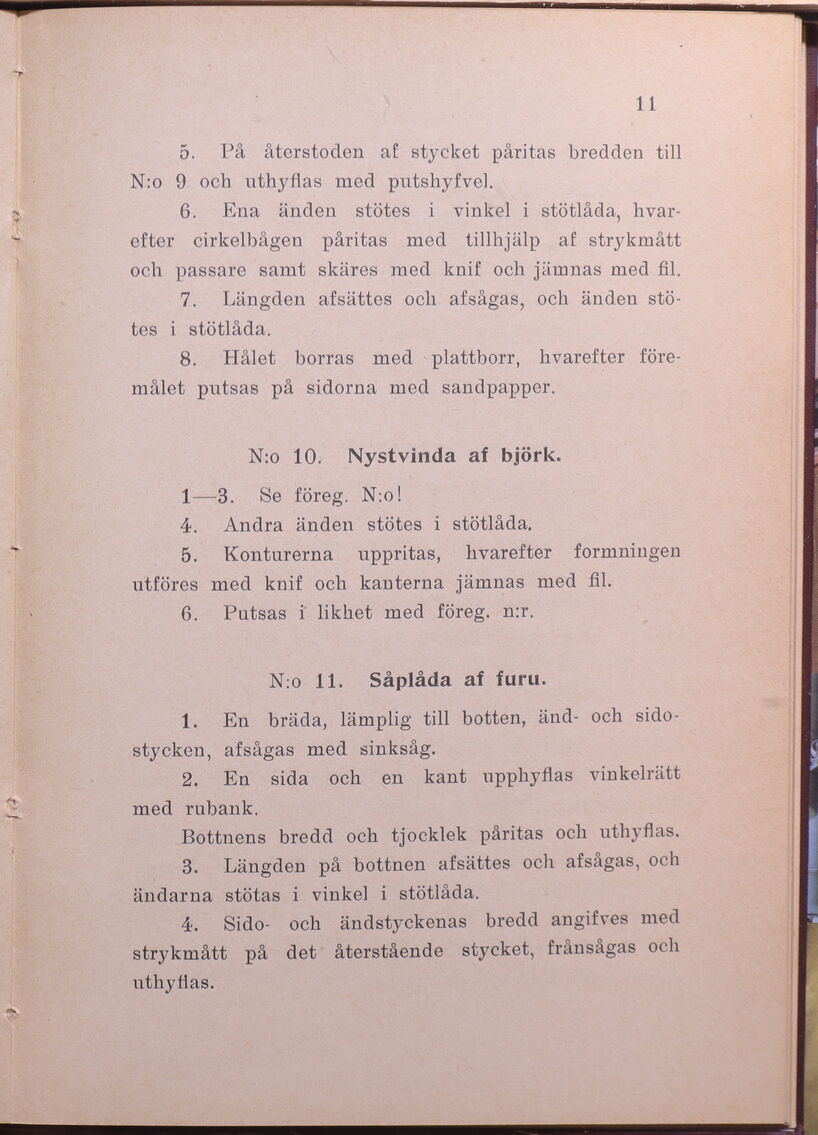 11
5. På återstoden af stycket påritas bredden till
N:o 9 och uthyflas med putshyfvel.
6. Ena änden stötes i vinkel i stötlåda, hvar-
efter cirkelbågen påritas med tillhjälp af strykmått
och passare samt skäres med knif och jämnas med fil.
7. Längden afsättes och afsågas, och änden stö-
tes i stötlåda.
8. Hålet borras med plattborr, hvarefter före-
målet putsas på sidorna med sandpapper.
N:o 10. Nystvinda af björk.
1—3. Se föreg. N:o!
4. Andra änden stötes i stötlåda.
5. Konturerna uppritas, hvarefter formningen
utföres med knif och kanterna jämnas med fil.
6. Putsas i likhet med föreg. n:r.
N:o 11. Såplåda af furu.
1. En bräda, lämplig till botten, änd- och sido-
stycken, afsågas med sinksåg.
2. En sida och en kant upphyflas vinkelrätt
med rubank.
Bottnens bredd och tjocklek påritas och uthyflas.
3. Längden på bottnen afsättes och afsågas, och
ändarna stötas i vinkel i stötlåda.
4. Sido- och ändstyckenas bredd angifves med
strykmått på det återstående stycket, frånsågas och
uthyflas.